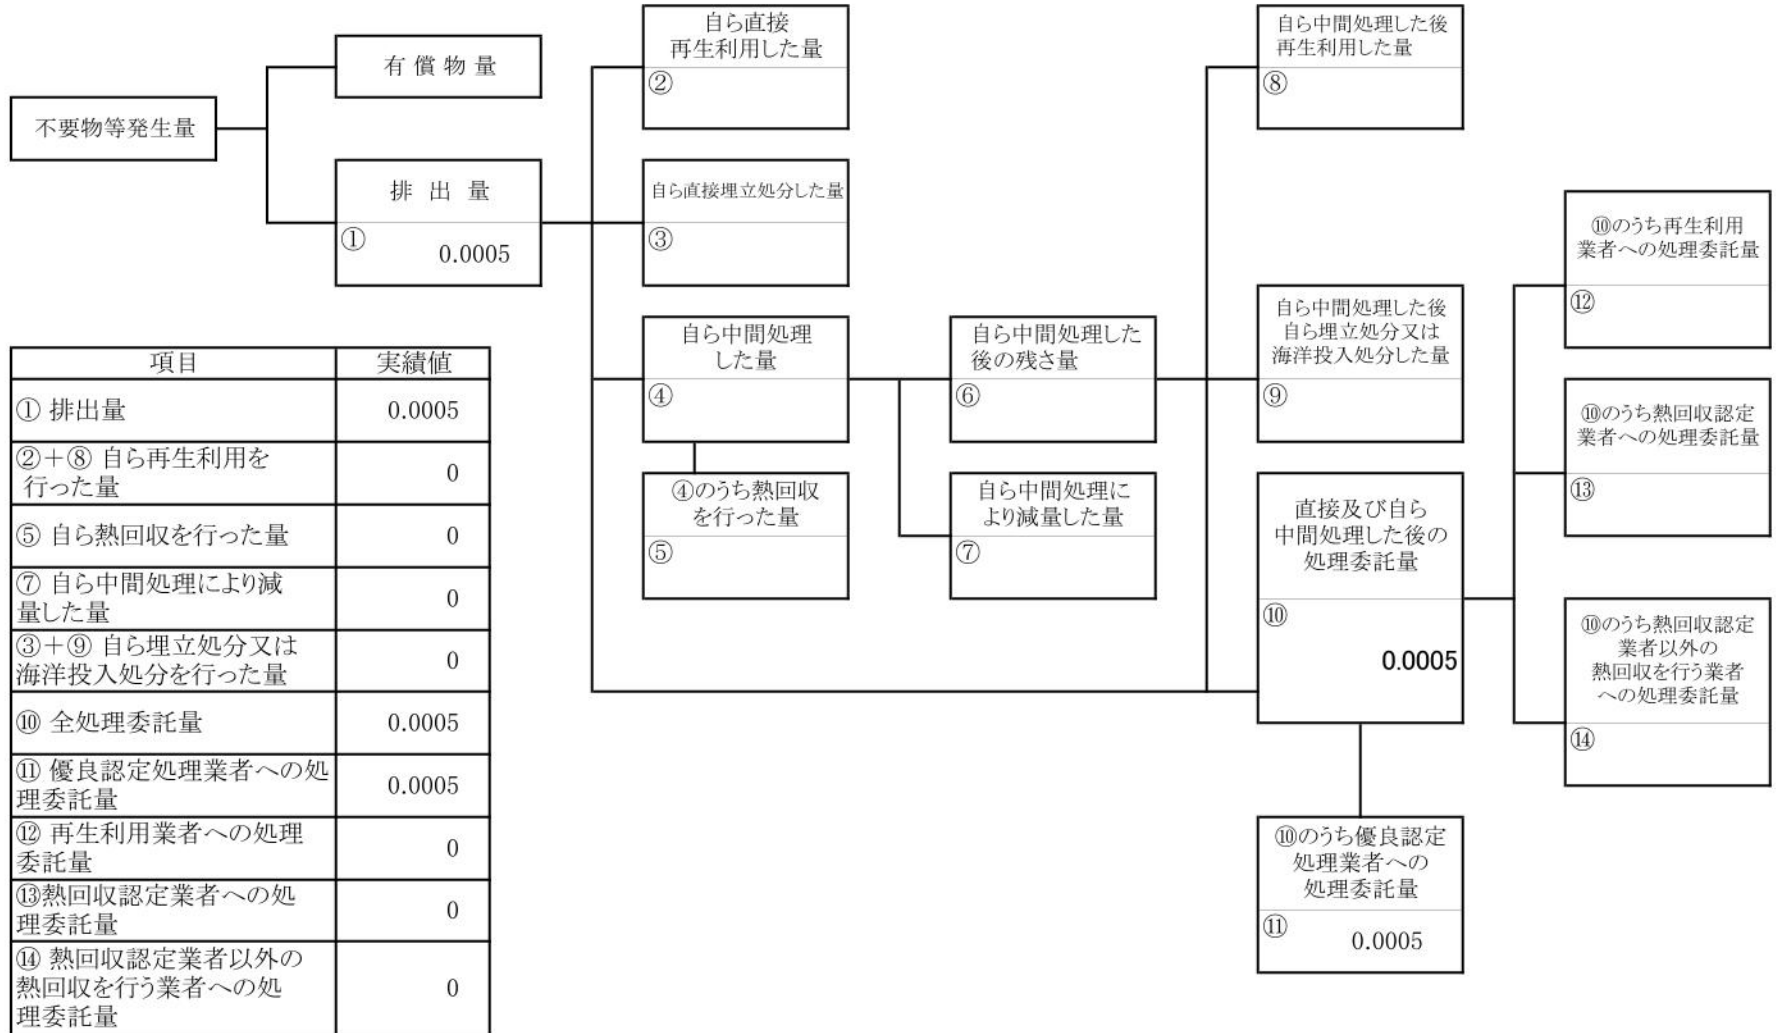 不要物等発生量
有 償 物 量
排 出 量
①
0.0005
自ら直接
再生利用した量
②
自ら直接埋立処分した量
③
自ら中間処理
した量
④
④のうち熱回収
を行った量
⑤
自ら中間処理した
後の残さ量
⑥
自ら中間処理に
より減量した量
⑦
自ら中間処理した後
再生利用した量
⑧
自ら中間処理した後
自ら埋立処分又は
海洋投入処分した量
⑨
直接及び自ら
中間処理した後の
処理委託量
⑩
0.0005
⑩のうち優良認定
処理業者への
処理委託量
⑪
0.0005
⑩のうち再生利用
業者への処理委託量
⑫
⑩のうち熱回収認定
業者への処理委託量
⑬
⑩のうち熱回収認定
業者以外の
熱回収を行う業者
への処理委託量
⑭
項目 実績値
① 排出量 0.0005
②＋⑧ 自ら再生利用を
行った量 0
⑤ 自ら熱回収を行った量 0
⑦ 自ら中間処理により減
量した量 0
③＋⑨ 自ら埋立処分又は
海洋投入処分を行った量 0
⑩ 全処理委託量 0.0005
⑪ 優良認定処理業者への処
理委託量 0.0005
⑫ 再生利用業者への処理
委託量 0
⑬熱回収認定業者への処
理委託量 0
⑭ 熱回収認定業者以外の
熱回収を行う業者への処
理委託量 0